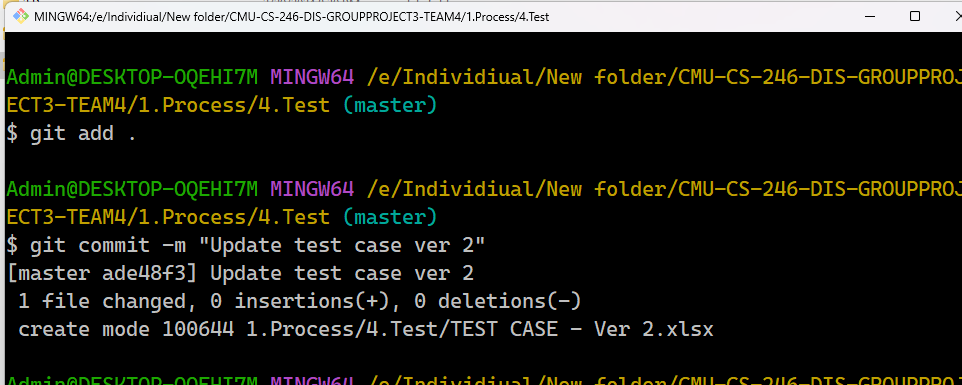 MINGW64:/e/Individiual/New folder/CMU-CS-246-DIS-GROUPPROJECT3-TEAM4/1.Process/4.Test
Admin@DESKTOP-OQEHI7M MINGW64 /e/Individiual/New folder/CMU-CS-246-DIS-GROUPPROJ
ECT3-TEAM4/1.Process/4.Test (master)
$ git add .
Admin@DESKTOP-OQEHI7M MINGW64 /e/Individiual/New folder/CMU-CS-246-DIS-GROUPPROJ
ECT3-TEAM4/1.Process/4.Test (master)
$ git commit -m "Update test case ver 2"
[master ade48f3] Update test case ver 2
 1 file changed, 0 insertions(+), 0 deletions(-)
 create mode 100644 1.Process/4.Test/TEST CASE - Ver 2.xlsx
Admin@DESKTOP-OQEHI7M MINGW64 /e/Individiual/New folder/CMU-CS-246-DIS-GROUPPROJ